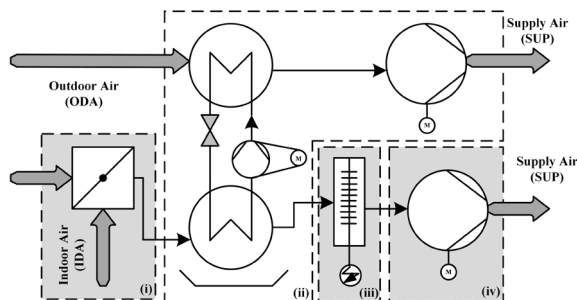 Supply Air
(SUP)
Outdoor Air
(ODA)
M
M
Supply Air
(SUP)
Indoor Air
(IDA)
(i)
(ii)
(iii)
M
(iv)